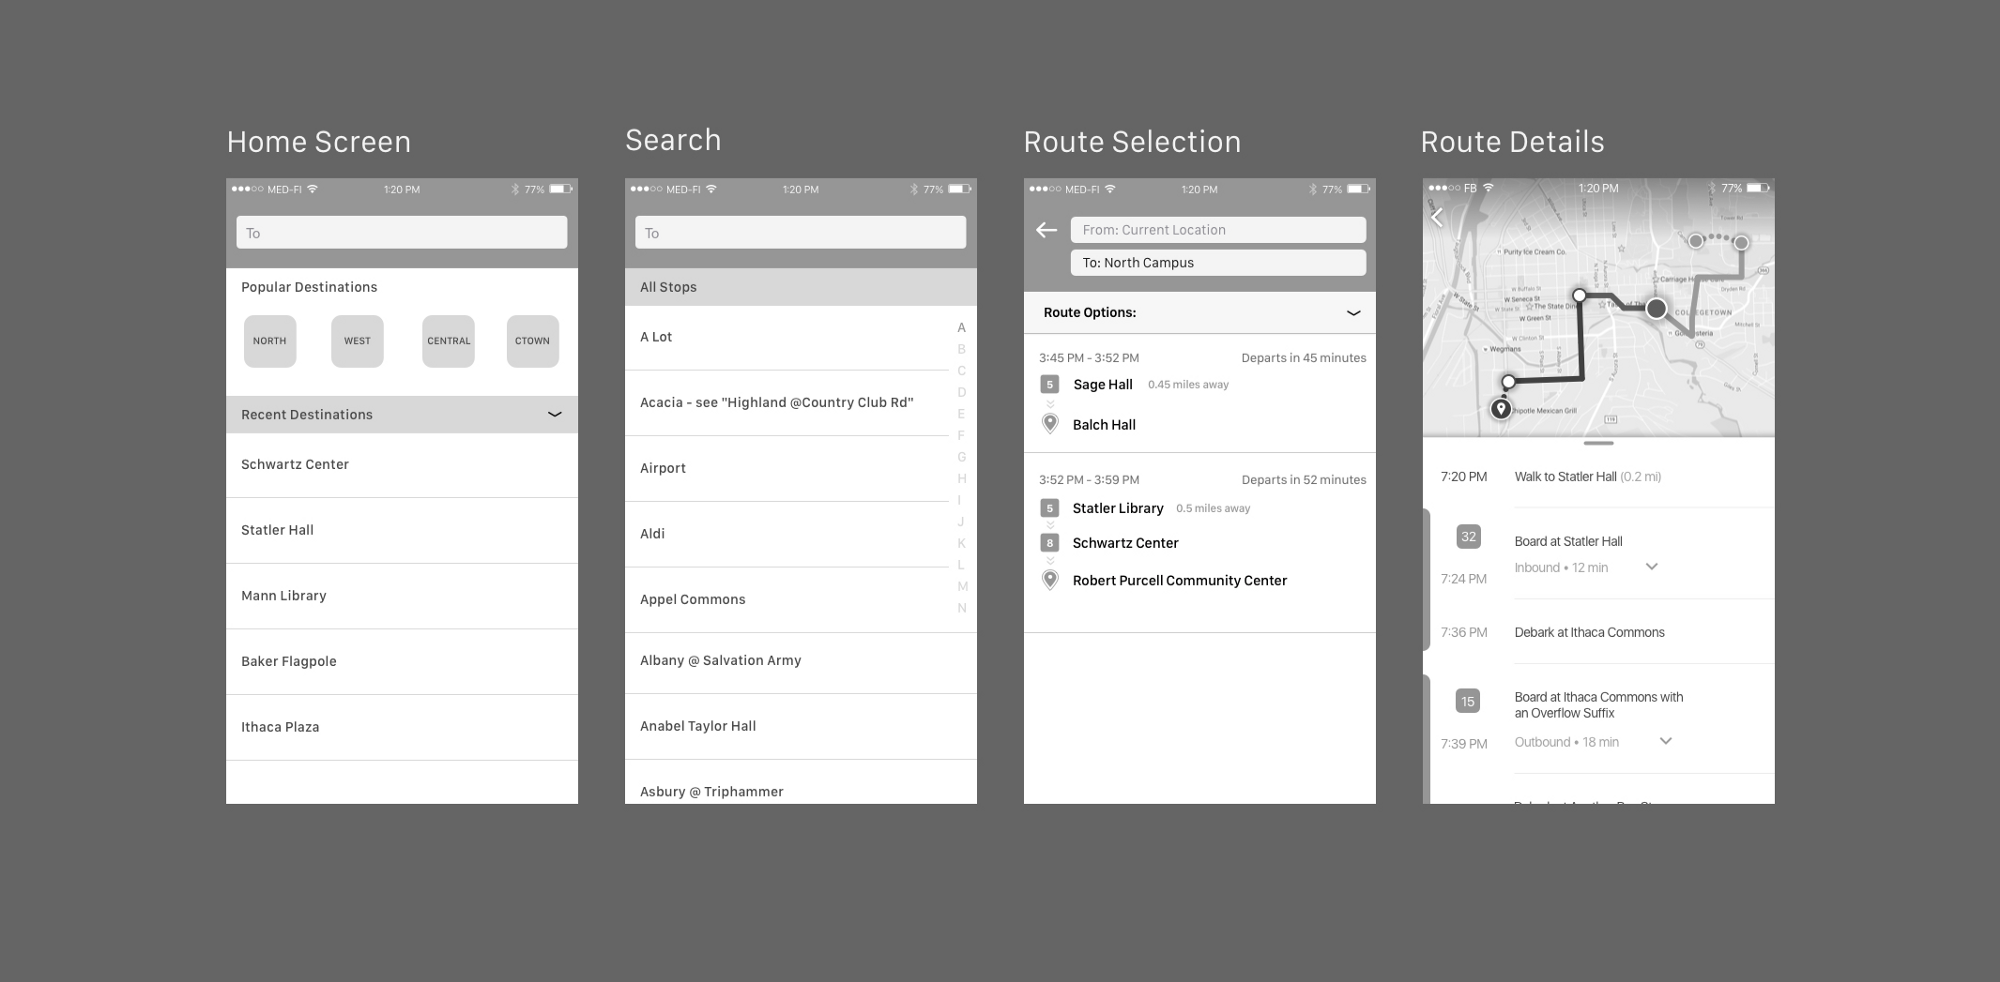 Home Screen
MED-FI 1:20 PM 77%
To
Popular Destinations
NORTH WEST CENTRAL CTOWN
Recent Destinations
Schwartz Center
Statler Hall
Mann Library
Baker Flagpole
Ithaca Plaza
Search
MED-FI 1:20 PM 77%
To
All Stops
A Lot
Acacia - see "Highland @Country Club Rd"
Airport
Aldi
Appel Commons
Albany @ Salvation Army
Anabel Taylor Hall
Asbury @ Triphammer
A
B
C
D
E
F
G
H
I
J
K
L
M
N
Route Selection
MED-FI 1:20 PM 77%
From: Current Location
To: North Campus
Route Options:
3:45 PM - 3:52 PM Departs in 45 minutes
5 Sage Hall 0.45 miles away
Balch Hall
3:52 PM - 3:59 PM Departs in 52 minutes
5 Statler Library 0.5 miles away
8 Schwartz Center
Robert Purcell Community Center
Route Details
FB 1:20 PM 77%
Purity Ice Cream Co.
W Buffalo St
W Seneca St
The State Diner
W Green St
W State St
W Clinton St
Wegmans
COLLEGETOWN
Chipotle Mexican Grill
7:20 PM Walk to Statler Hall (0.2 mi)
32 Board at Statler Hall
7:24 PM Inbound • 12 min
7:36 PM Debark at Ithaca Commons
15 Board at Ithaca Commons with
an Overflow Suffix
7:39 PM Outbound • 18 min